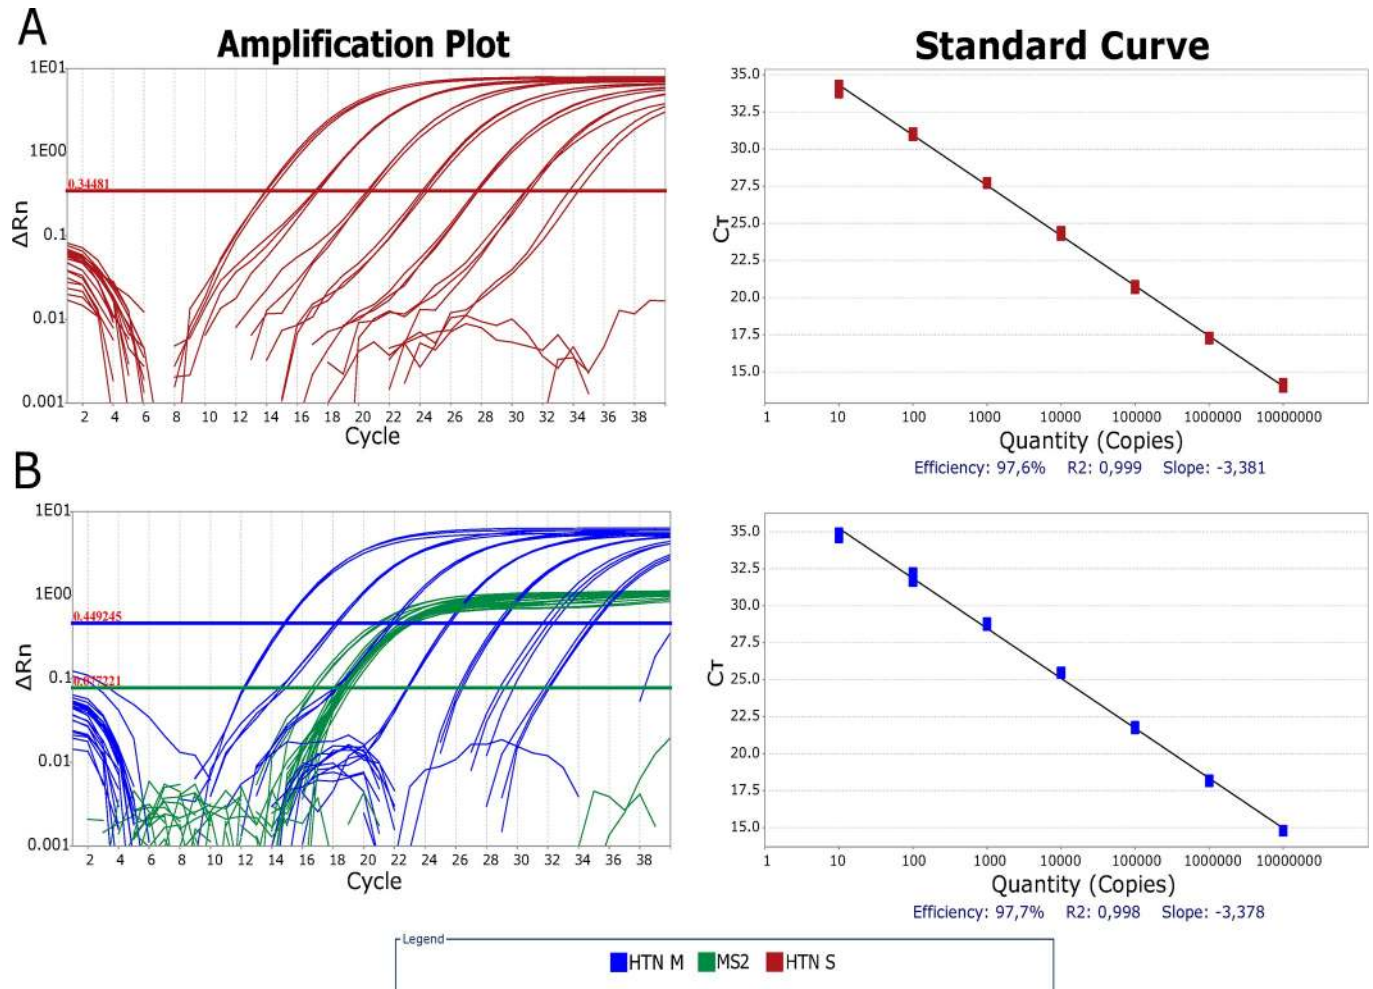 A
Amplification Plot
Standard Curve
1E01
1E00
0.1
0.01
0.001
0.34481
ΔRn
2 4 6 8 10 12 14 16 18 20 22 24 26 28 30 32 34 36 38
Cycle
35.0
32.5
30.0
27.5
25.0
22.5
20.0
17.5
15.0
CT
1 10 100 1000 10000 100000 1000000 10000000
Quantity (Copies)
Efficiency: 97,6% R2: 0,999 Slope: -3,381
B
1E01
1E00
0.1
0.01
0.001
0.449245
0.077221
ΔRn
2 4 6 8 10 12 14 16 18 20 22 24 26 28 30 32 34 36 38
Cycle
35.0
32.5
30.0
27.5
25.0
22.5
20.0
17.5
15.0
CT
1 10 100 1000 10000 100000 1000000 10000000
Quantity (Copies)
Efficiency: 97,7% R2: 0,998 Slope: -3,378
Legend
HTN M MS2 HTN S